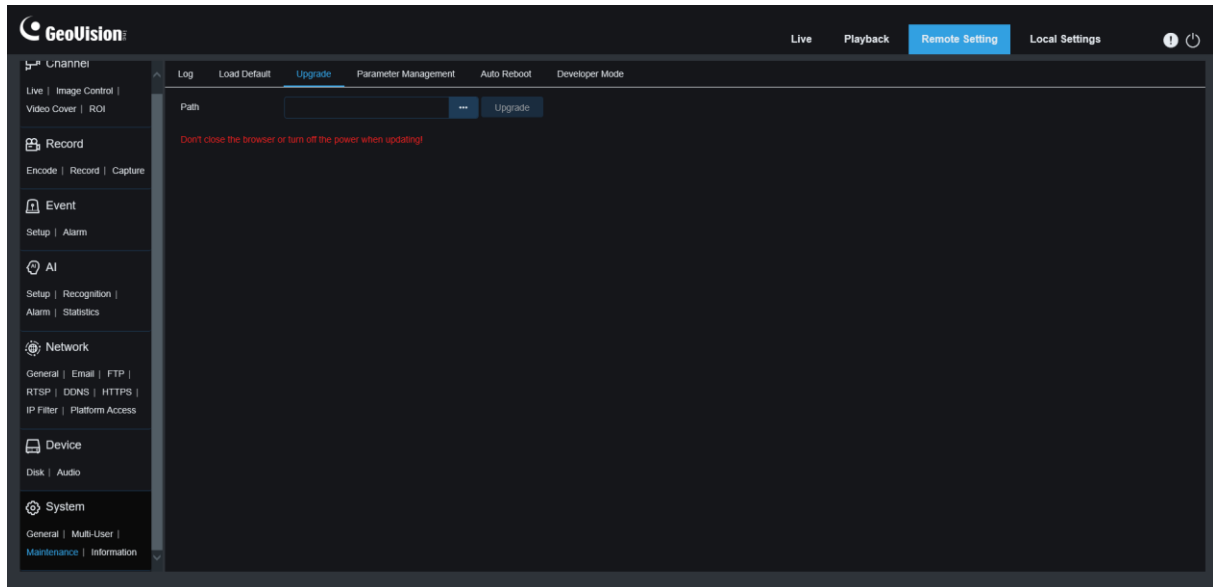 GeoVision
Live Playback Remote Setting Local Settings
Channel
Live | Image Control |
Video Cover | ROI
Record
Encode | Record | Capture
Event
Setup | Alarm
AI
Setup | Recognition |
Alarm | Statistics
Network
General | Email | FTP |
RTSP | DDNS | HTTPS |
IP Filter | Platform Access
Device
Disk | Audio
System
General | Multi-User |
Maintenance | Information
Log Load Default Upgrade Parameter Management Auto Reboot Developer Mode
Path ... Upgrade
Don't close the browser or turn off the power when updating!